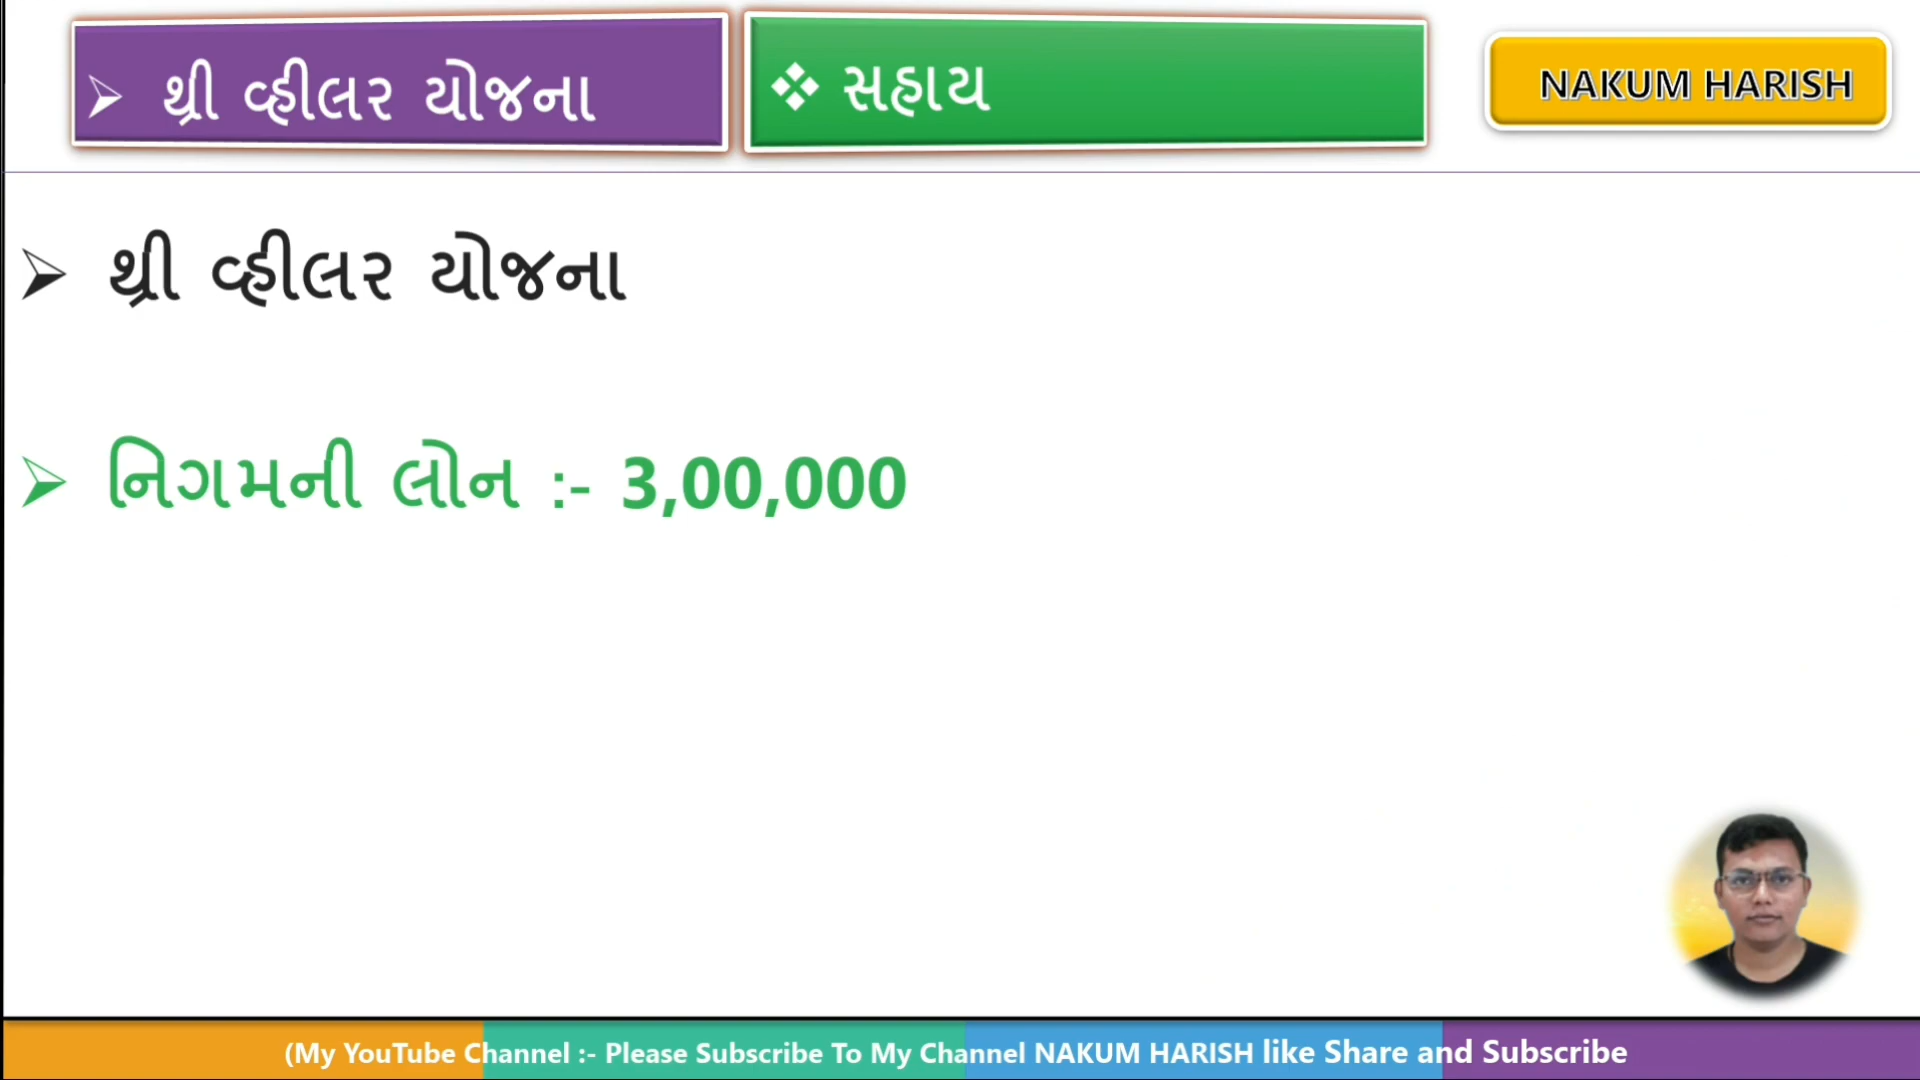 ➢ થ્રી વ્હીલર યોજના
❖ સહાય
NAKUM HARISH
➢ થ્રી વ્હીલર યોજના
➢ નિગમની લોન :- 3,00,000
(My YouTube Channel :- Please Subscribe To My Channel NAKUM HARISH like Share and Subscribe